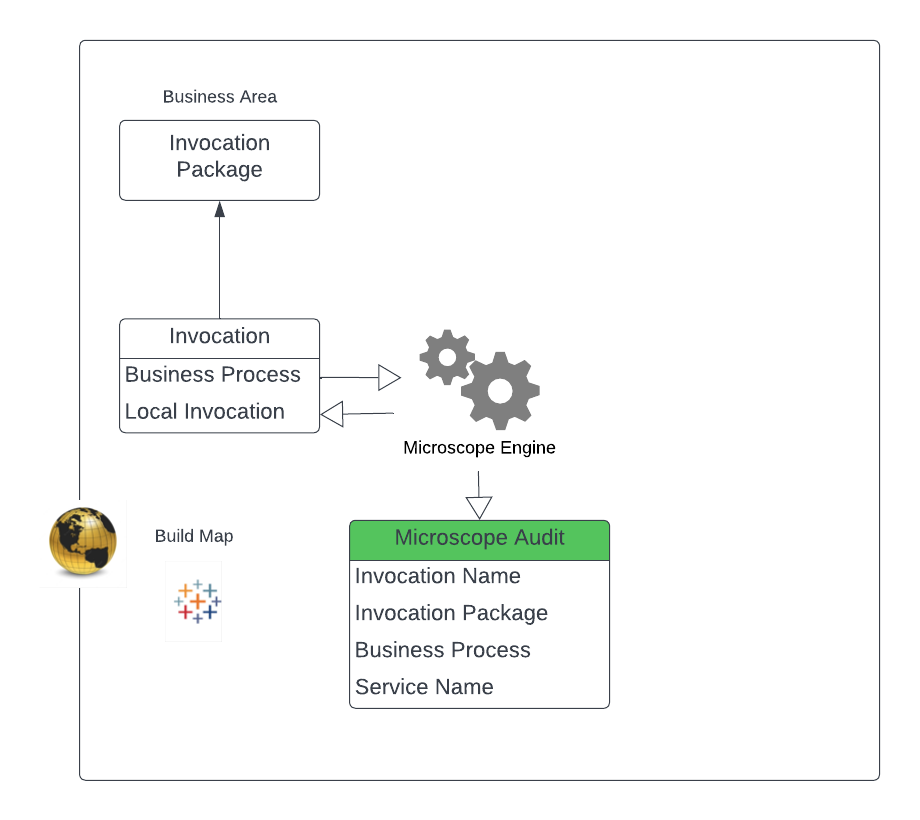 Business Area
Invocation
Package
Invocation
Business Process
Local Invocation
Microscope Engine
Build Map
Microscope Audit
Invocation Name
Invocation Package
Business Process
Service Name